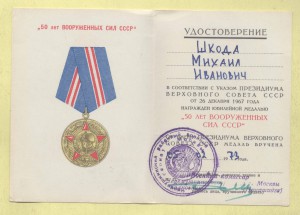 "50 лет ВООРУЖЕННЫХ СИЛ СССР"
УДОСТОВЕРЕНИЕ
Шкода
Михаил
Иванович
В СООТВЕТСТВИИ С УКАЗОМ ПРЕЗИДИУМА
ВЕРХОВНОГО СОВЕТА СССР
ОТ 26 ДЕКАБРЯ 1967 ГОДА
НАГРАЖДЕН ЮБИЛЕЙНОЙ МЕДАЛЬЮ
"50 ЛЕТ ВООРУЖЕННЫХ
СИЛ СССР"
ПРЕЗИДИУМА ВЕРХОВНОГО
МЕДАЛЬ ВРУЧЕНА
1973
Москвы